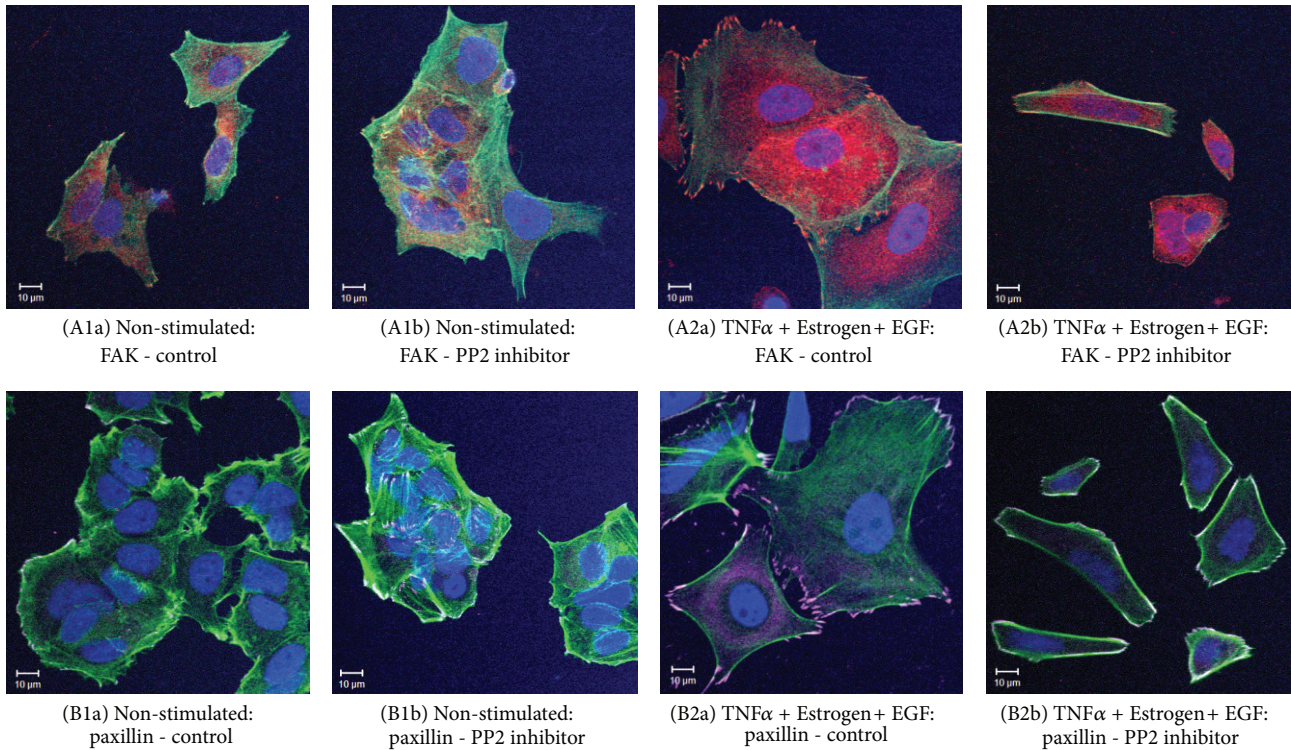 10 μm
10 μm
10 μm
10 μm
(A1a) Non-stimulated:
FAK - control
(A1b) Non-stimulated:
FAK - PP2 inhibitor
(A2a) TNFα + Estrogen+ EGF:
FAK - control
(A2b) TNFα + Estrogen+ EGF:
FAK - PP2 inhibitor
10 μm
10 μm
10 μm
10 μm
(B1a) Non-stimulated:
paxillin - control
(B1b) Non-stimulated:
paxillin - PP2 inhibitor
(B2a) TNFα + Estrogen+ EGF:
paxillin - control
(B2b) TNFα + Estrogen+ EGF:
paxillin - PP2 inhibitor